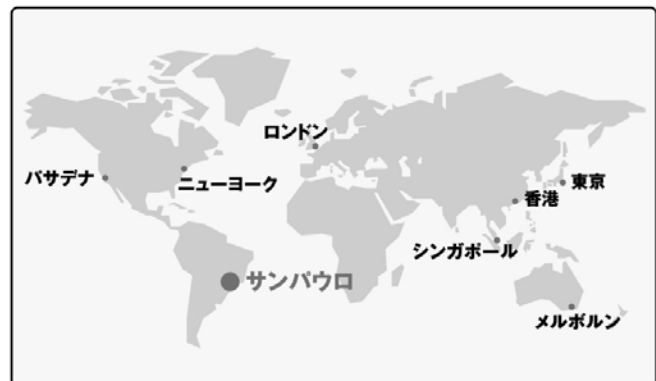 ロンドン
パサデナ
ニューヨーク
東京
香港
シンガポール
サンパウロ
メルボルン